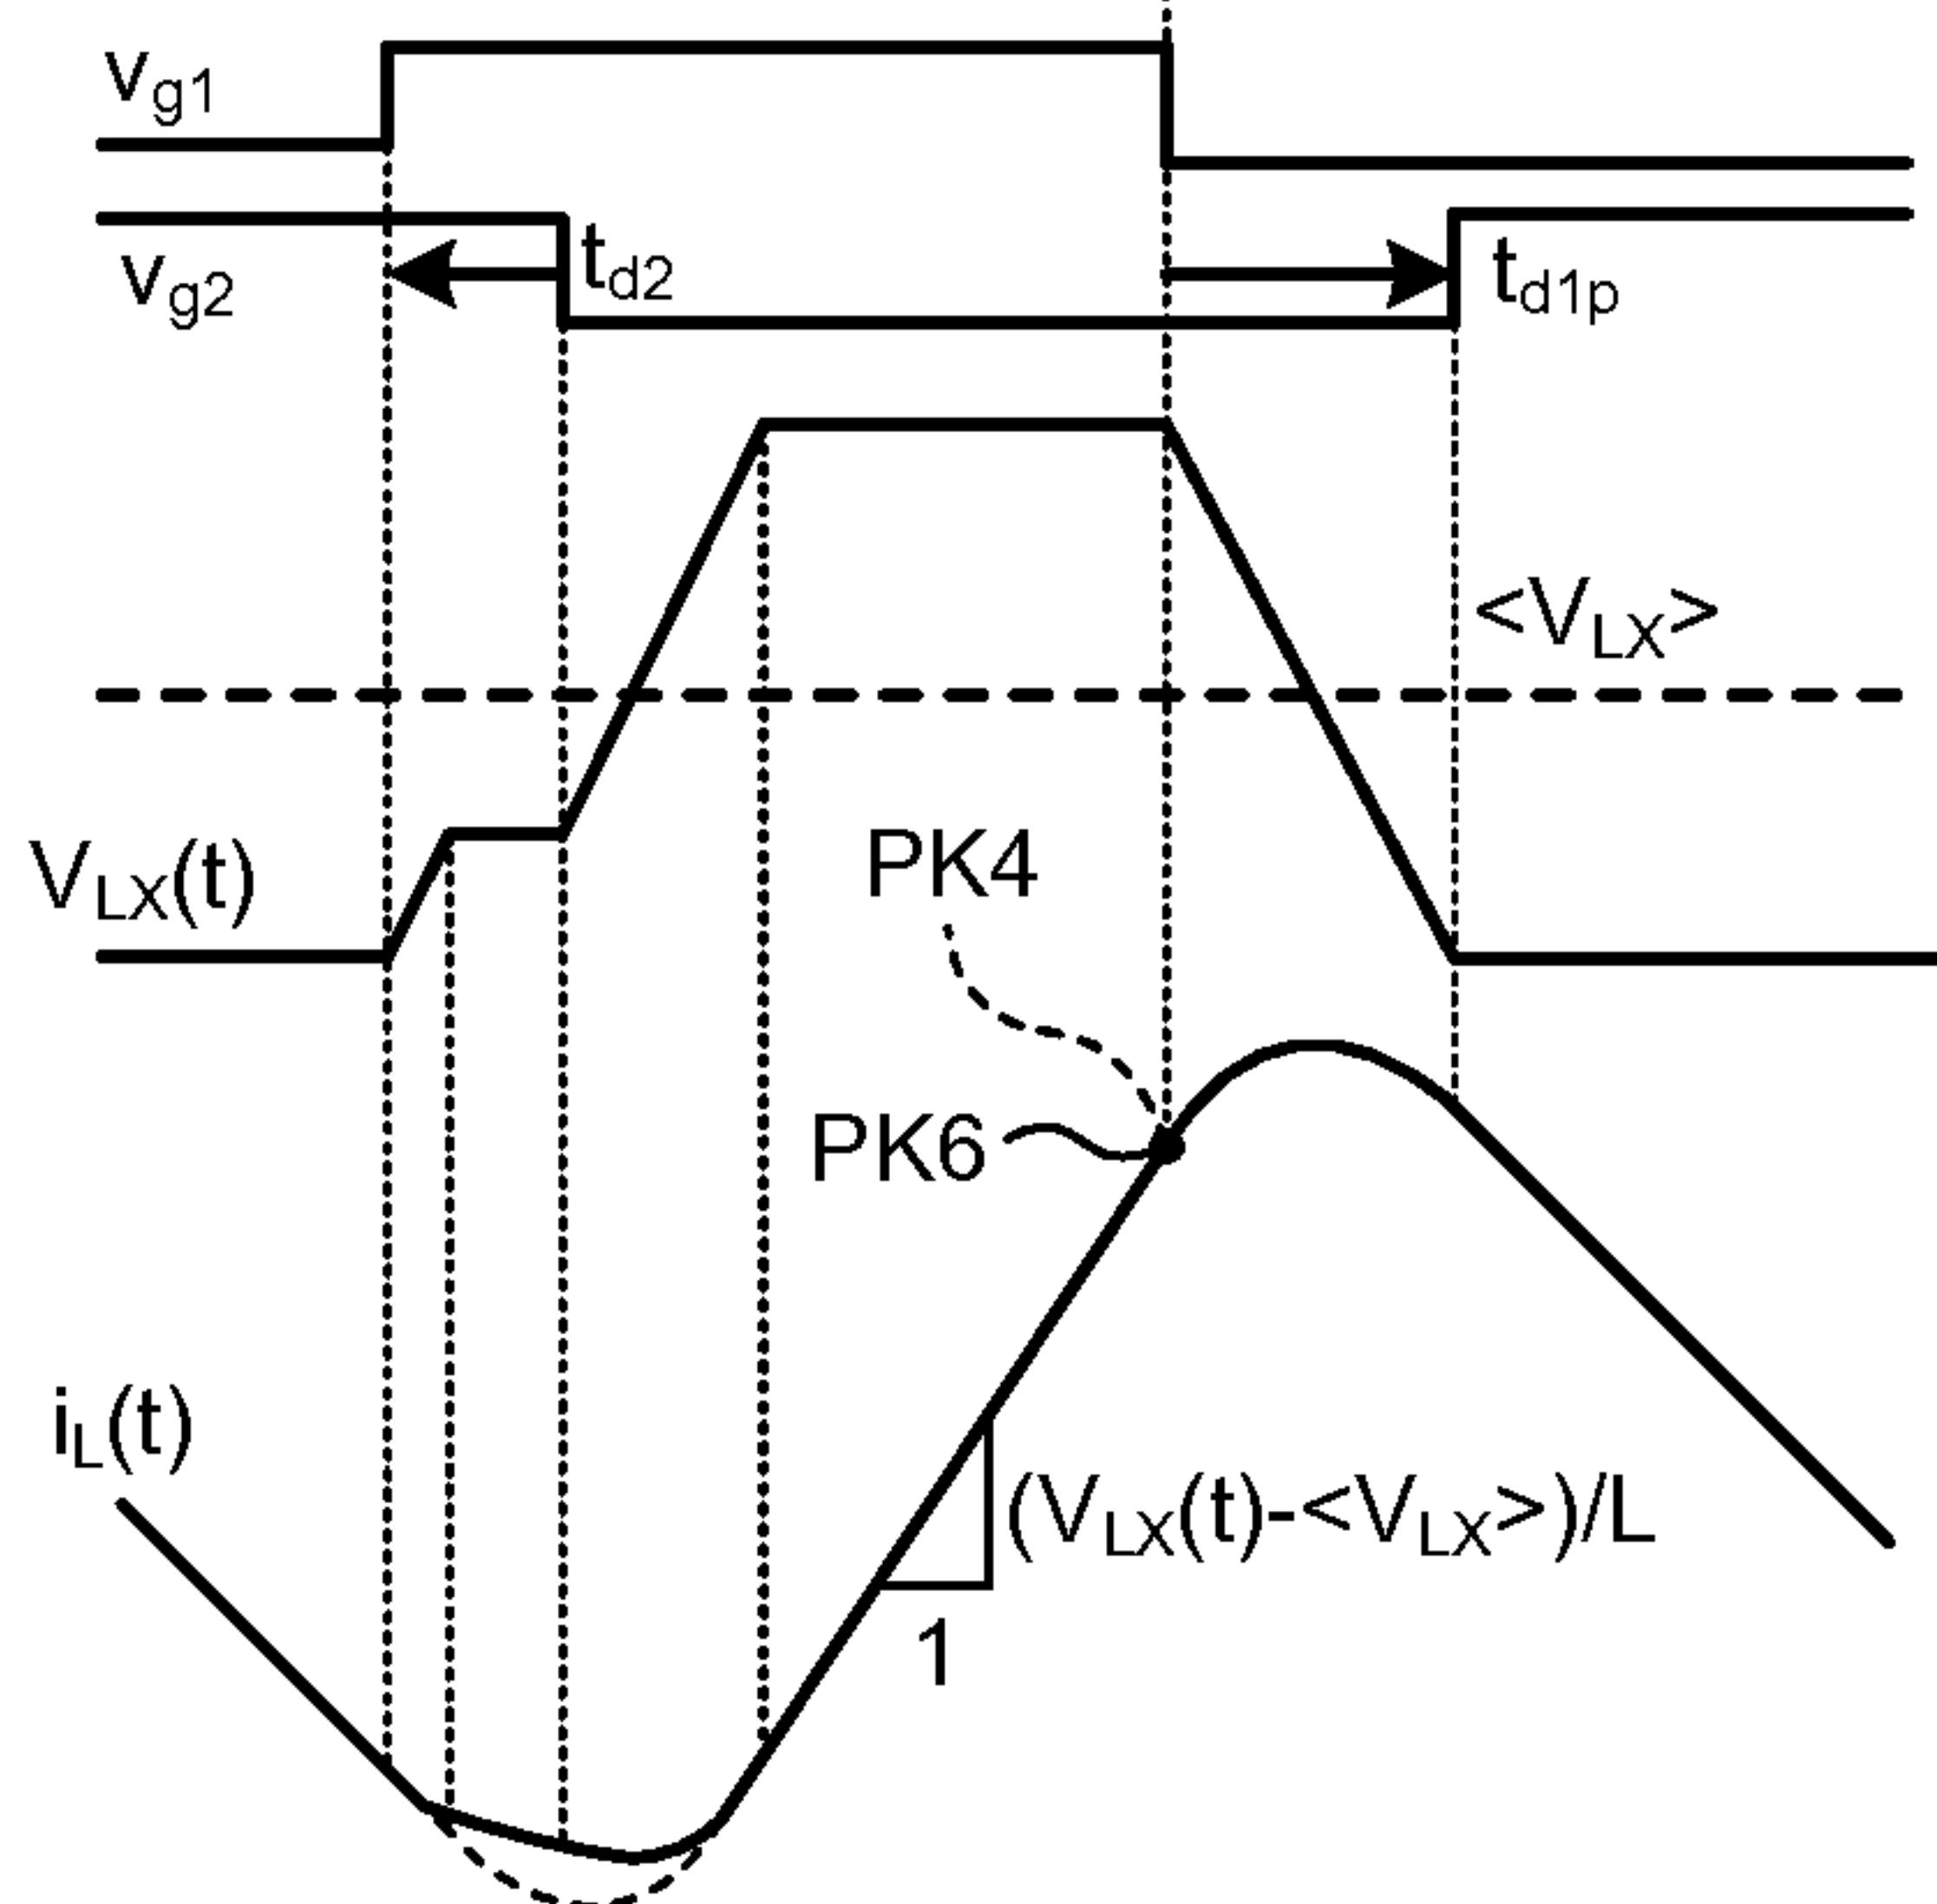 vg1
vg2
td2
td1p
<VLX>
VLX(t)
PK4
PK6
iL(t)
(VLX(t)-<VLX>)/L
1